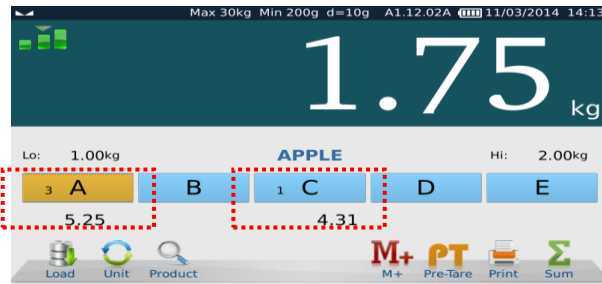 Max 30kg Min 200g d=10g A1.12.02A 11/03/2014 14:13
1.75 kg
Lo: 1.00kg APPLE Hi: 2.00kg
3 A B 1 C D E
5.25 4.31
M+ PT Σ
Load Unit Product M+ Pre-Tare Print Sum